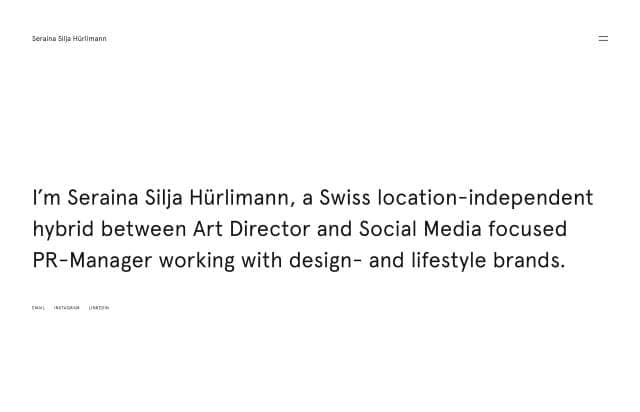 Seraina Silja Hürlimann
I’m Seraina Silja Hürlimann, a Swiss location-independent
hybrid between Art Director and Social Media focused
PR-Manager working with design- and lifestyle brands.
EMAIL INSTAGRAM LINKEDIN